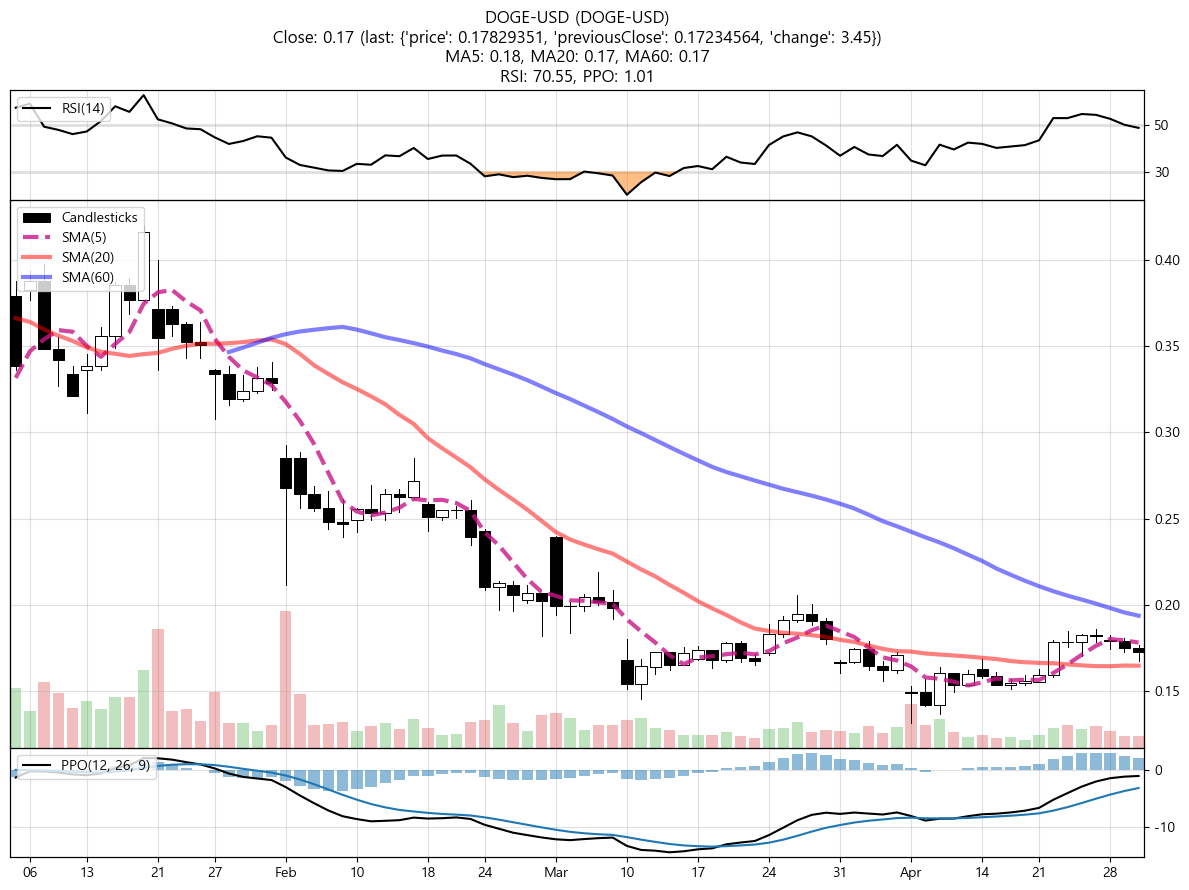 DOGE-USD (DOGE-USD)
Close: 0.17 (last: {'price': 0.17829351, 'previousClose': 0.17234564, 'change': 3.45})
MA5: 0.18, MA20: 0.17, MA60: 0.17
RSI: 70.55, PPO: 1.01
RSI(14)
50
30
Candlesticks
SMA(5)
SMA(20)
SMA(60)
0.40
0.35
0.30
0.25
0.20
0.15
PPO(12, 26, 9)
0
-10
06 13 21 27 Feb 10 18 24 Mar 10 17 24 31 Apr 14 21 28